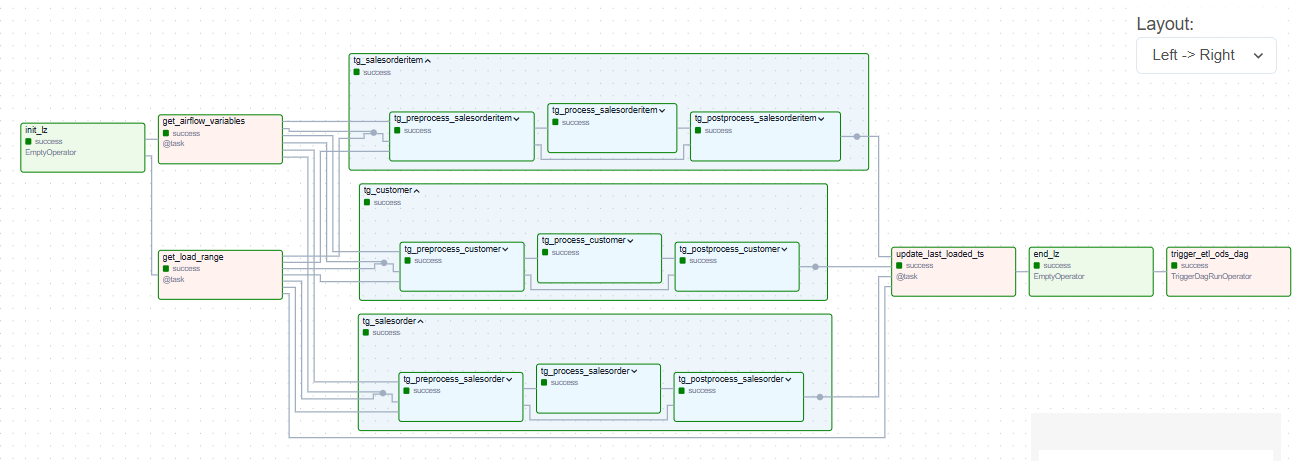 Layout:
Left -> Right
init_lz
success
EmptyOperator
get_airflow_variables
success
@task
get_load_range
success
@task
tg_salesorderitem
success
tg_preprocess_salesorderitem
success
tg_process_salesorderitem
success
tg_postprocess_salesorderitem
success
tg_customer
success
tg_preprocess_customer
success
tg_process_customer
success
tg_postprocess_customer
success
tg_salesorder
success
tg_preprocess_salesorder
success
tg_process_salesorder
success
tg_postprocess_salesorder
success
update_last_loaded_ts
success
@task
end_lz
success
EmptyOperator
trigger_etl_ods_dag
success
TriggerDagRunOperator